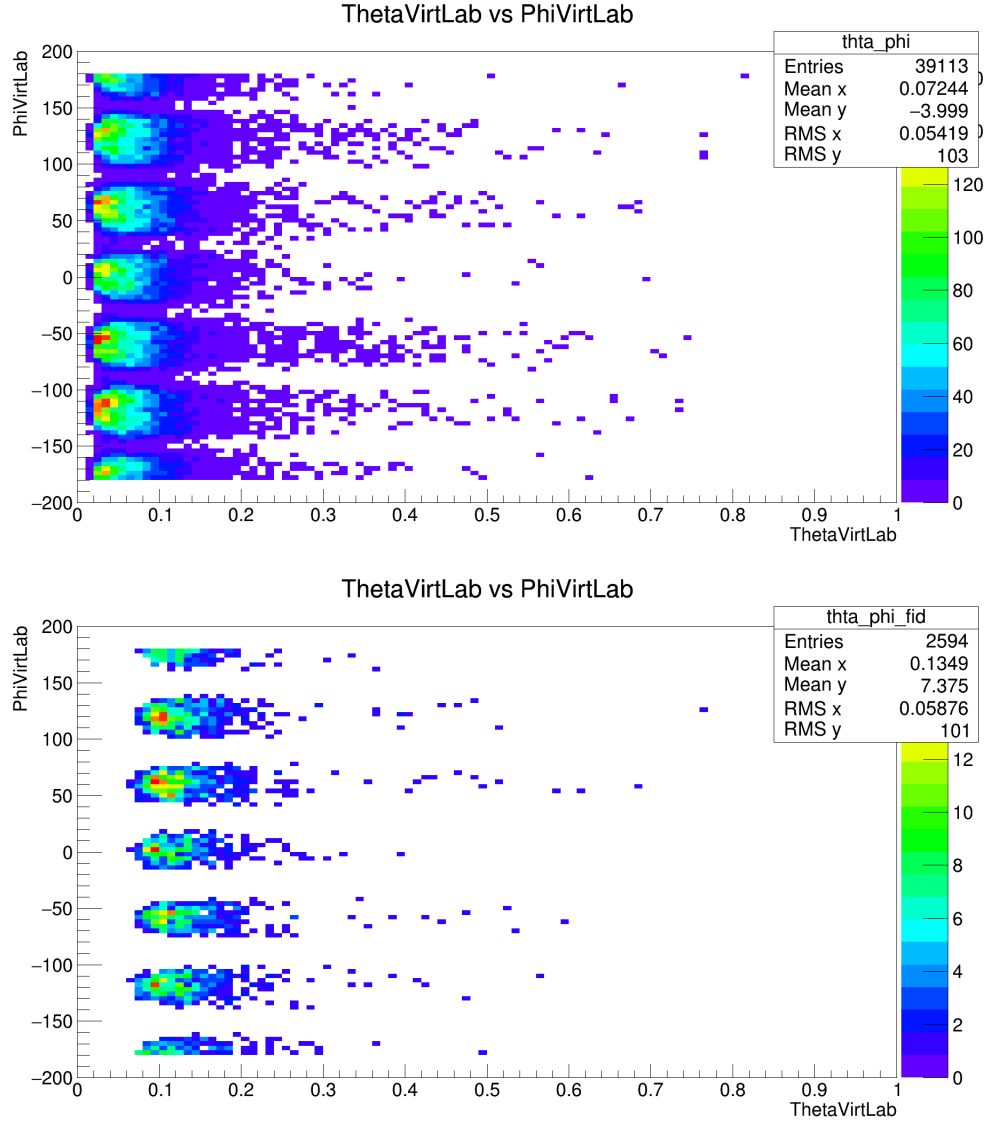 ThetaVirtLab vs PhiVirtLab
thta_phi
Entries 39113
Mean x 0.07244
Mean y −3.999
RMS x 0.05419
RMS y 103
PhiVirtLab
200
150
100
50
0
−50
−100
−150
−200
0 0.1 0.2 0.3 0.4 0.5 0.6 0.7 0.8 0.9 1
ThetaVirtLab
120
100
80
60
40
20
0
ThetaVirtLab vs PhiVirtLab
thta_phi_fid
Entries 2594
Mean x 0.1349
Mean y 7.375
RMS x 0.05876
RMS y 101
PhiVirtLab
200
150
100
50
0
−50
−100
−150
−200
0 0.1 0.2 0.3 0.4 0.5 0.6 0.7 0.8 0.9 1
ThetaVirtLab
12
10
8
6
4
2
0